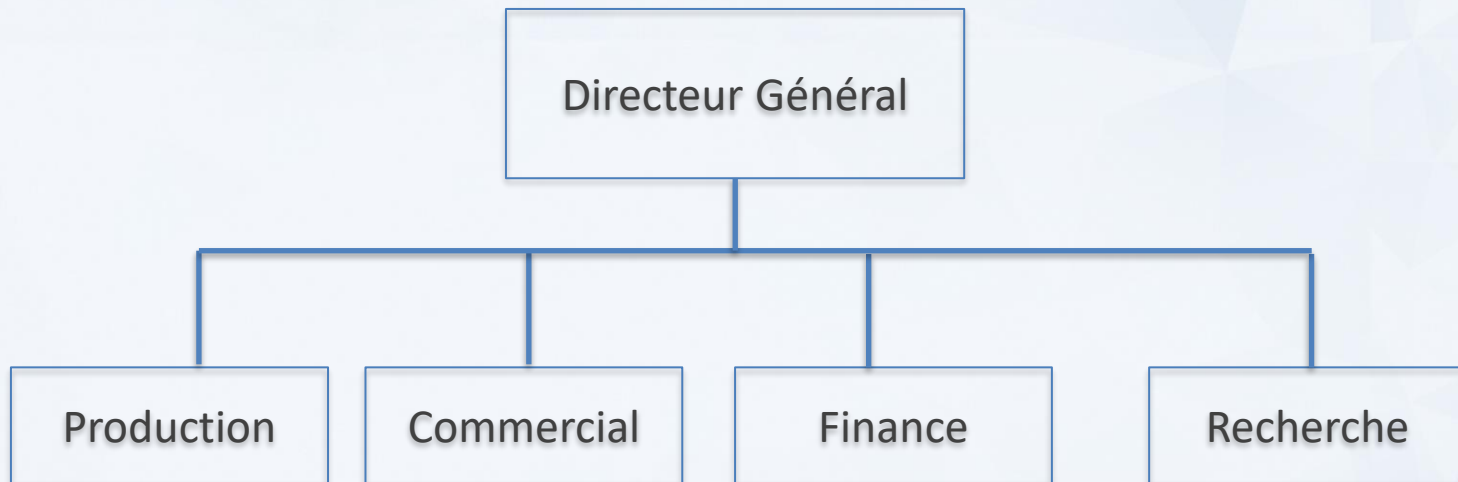 Directeur Général
Production
Commercial
Finance
Recherche